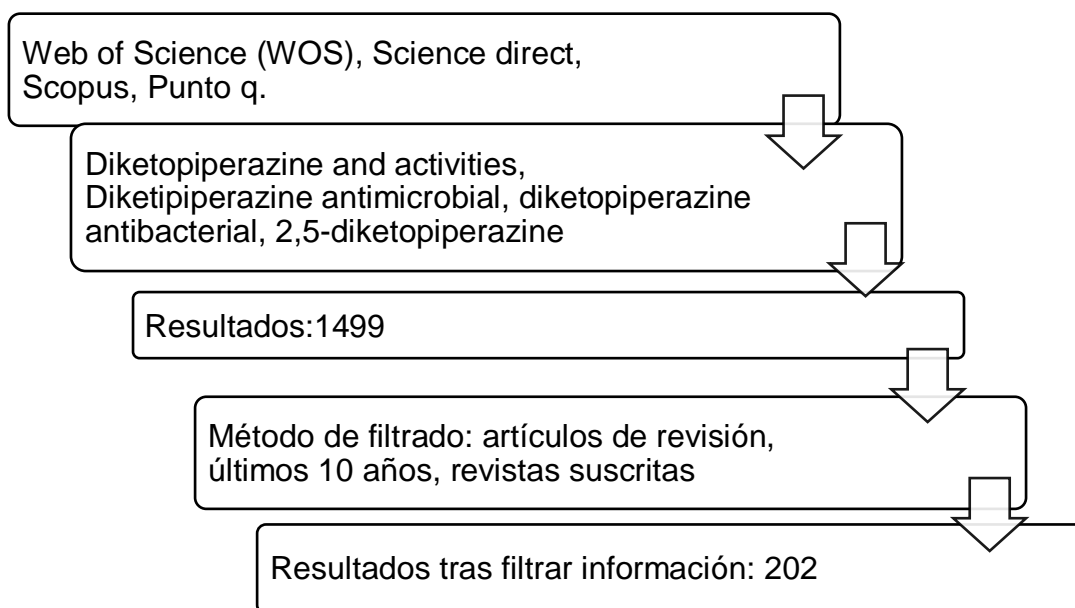 Web of Science (WOS), Science direct,
Scopus, Punto q.
Diketopiperazine and activities,
Diketipiperazine antimicrobial, diketopiperazine
antibacterial, 2,5-diketopiperazine
Resultados:1499
Método de filtrado: artículos de revisión,
últimos 10 años, revistas suscritas
Resultados tras filtrar información: 202